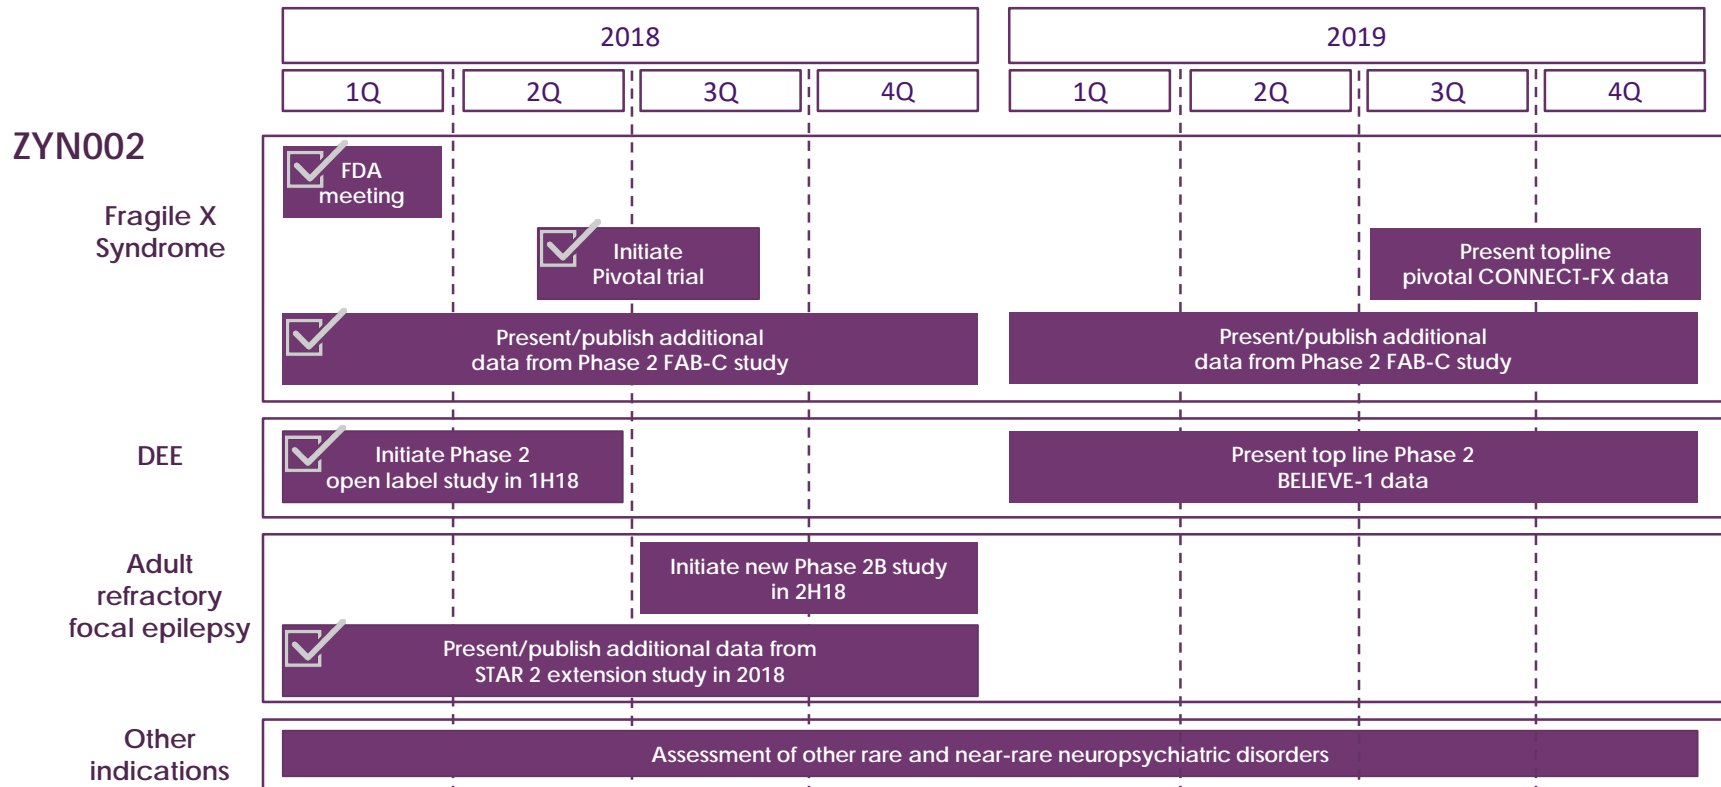 2018
2019
1Q
2Q
3Q
4Q
1Q
2Q
3Q
4Q
ZYN002
Fragile X
Syndrome
FDA
meeting
Initiate
Pivotal trial
Present topline
pivotal CONNECT-FX data
Present/publish additional
data from Phase 2 FAB-C study
Present/publish additional
data from Phase 2 FAB-C study
DEE
Initiate Phase 2
open label study in 1H18
Present top line Phase 2
BELIEVE-1 data
Adult
refractory
focal epilepsy
Initiate new Phase 2B study
in 2H18
Present/publish additional data from
STAR 2 extension study in 2018
Other
indications
Assessment of other rare and near-rare neuropsychiatric disorders